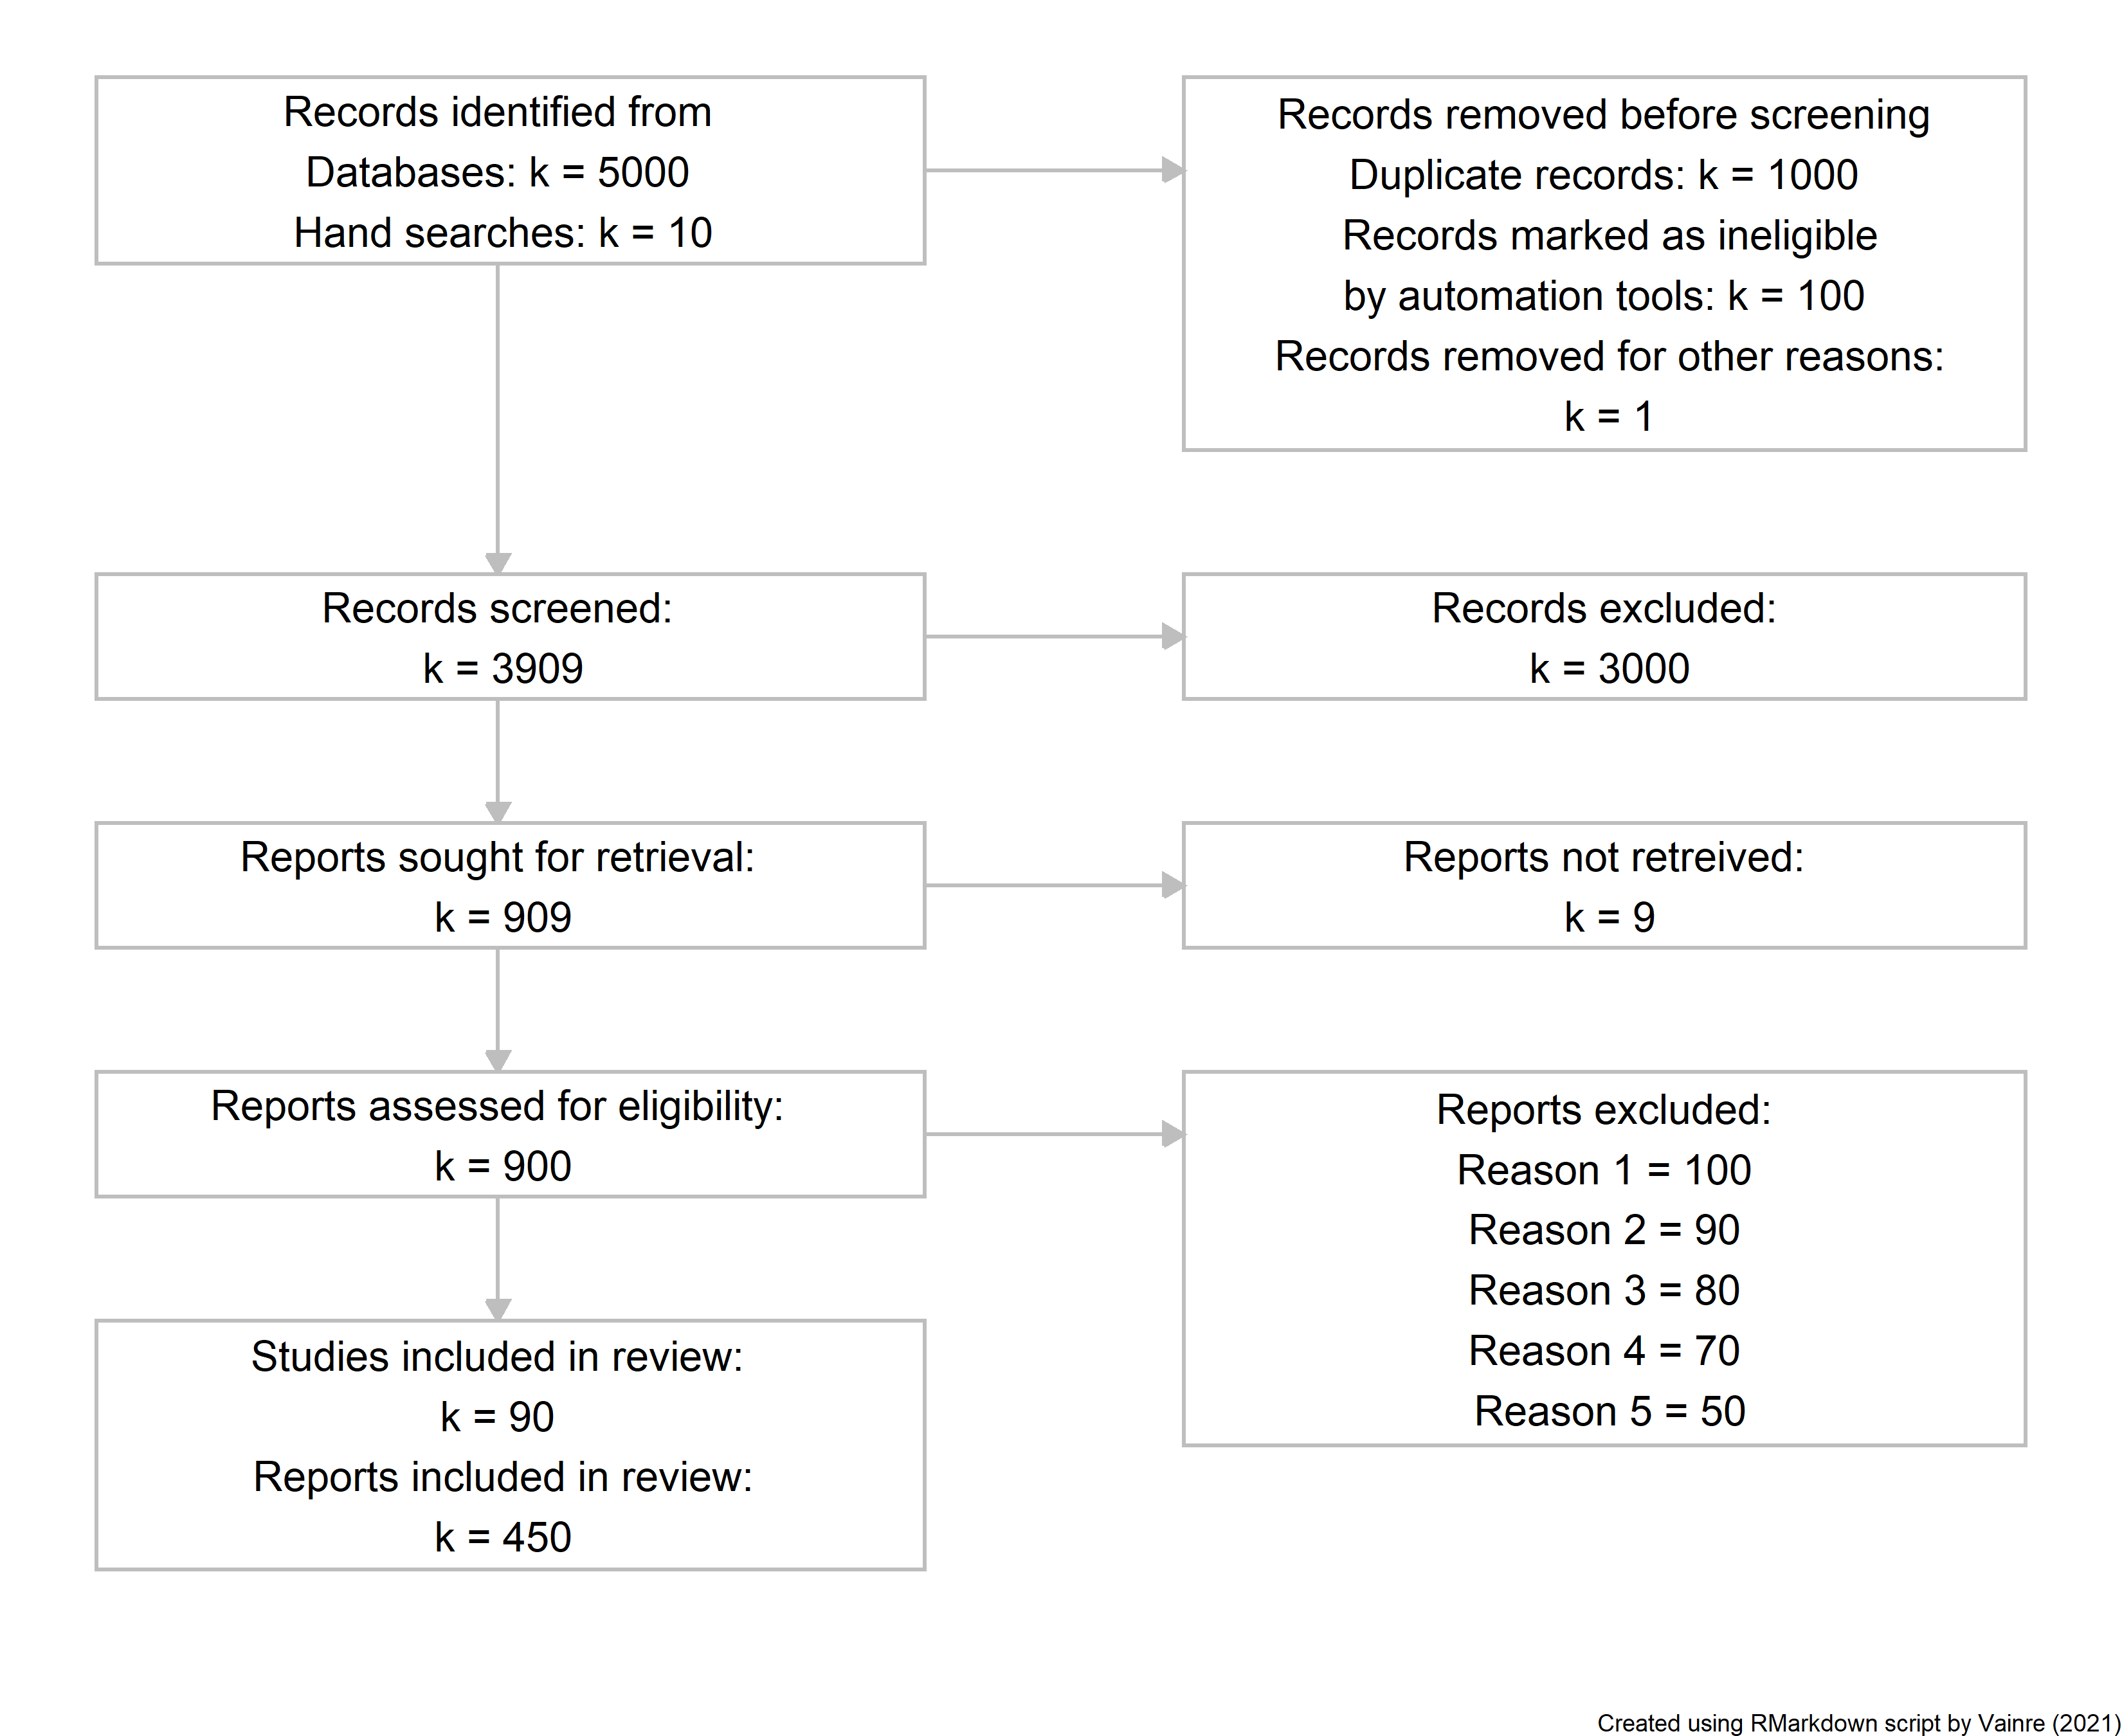 Records identified from
Databases: k = 5000
Hand searches: k = 10
Records removed before screening
Duplicate records: k = 1000
Records marked as ineligible
by automation tools: k = 100
Records removed for other reasons:
k = 1
Records screened:
k = 3909
Records excluded:
k = 3000
Reports sought for retrieval:
k = 909
Reports not retreived:
k = 9
Reports assessed for eligibility:
k = 900
Reports excluded:
Reason 1 = 100
Reason 2 = 90
Reason 3 = 80
Reason 4 = 70
Reason 5 = 50
Studies included in review:
k = 90
Reports included in review:
k = 450
Created using RMarkdown script by Vainre (2021)